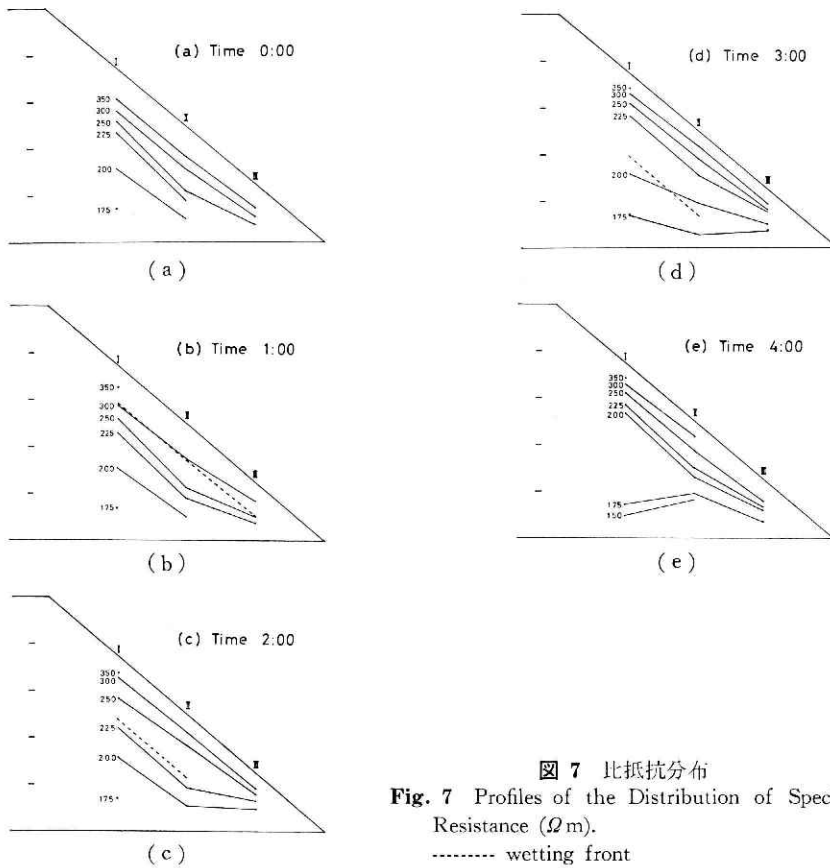 (a) Time 0:00
I
II
III
350
300
250
275
200
175
(a)
(b) Time 1:00
I
II
III
350
300
250
225
200
175
(b)
(c) Time 2:00
I
II
III
350
300
250
225
200
175
(c)
(d) Time 3:00
I
I
III
250
300
250
225
200
175
(d)
(e) Time 4:00
I
II
III
350
300
250
225
200
175
150
(e)
図 7 比抵抗分布
Fig. 7 Profiles of the Distribution of Spec
Resistance (Ωm).
-------- wetting front